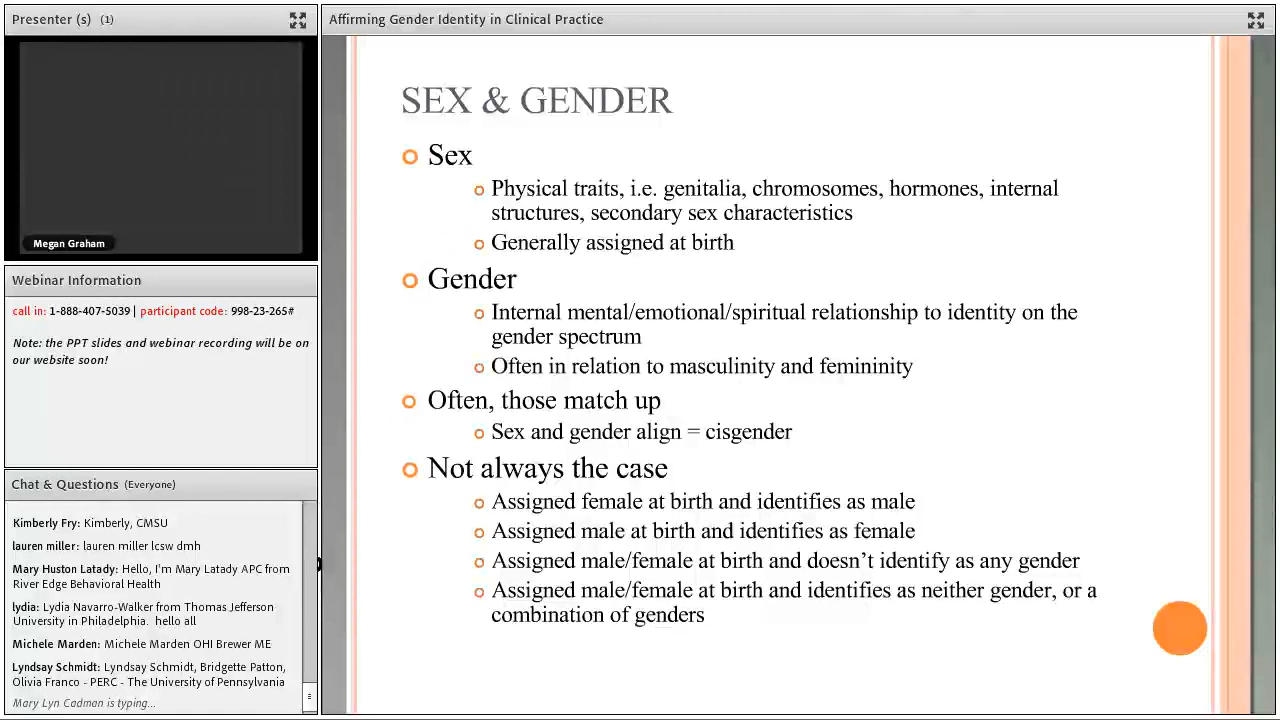 Presenter (s) (1)
Megan Graham
Webinar Information
call in: 1-888-407-5039 | participant code: 998-23-265#
Note: the PPT slides and webinar recording will be on
our website soon!
Chat & Questions (Everyone)
Kimberly Fry: Kimberly, CMSU
lauren miller: lauren miller lcsw dmh
Mary Huston Latady: Hello, I'm Mary Latady APC from
River Edge Behavioral Health
lydia: Lydia Navarro-Walker from Thomas Jefferson
University in Philadelphia. hello all
Michele Marden: Michele Marden OHI Brewer ME
Lyndsay Schmidt: Lyndsay Schmidt, Bridgette Patton,
Olivia Franco - PERC - The University of Pennsylvania
Mary Lyn Cadman is typing...
Affirming Gender Identity in Clinical Practice
SEX & GENDER
Sex
Physical traits, i.e. genitalia, chromosomes, hormones, internal
structures, secondary sex characteristics
Generally assigned at birth
Gender
Internal mental/emotional/spiritual relationship to identity on the
gender spectrum
Often in relation to masculinity and femininity
Often, those match up
Sex and gender align = cisgender
Not always the case
Assigned female at birth and identifies as male
Assigned male at birth and identifies as female
Assigned male/female at birth and doesn't identify as any gender
Assigned male/female at birth and identifies as neither gender, or a
combination of genders